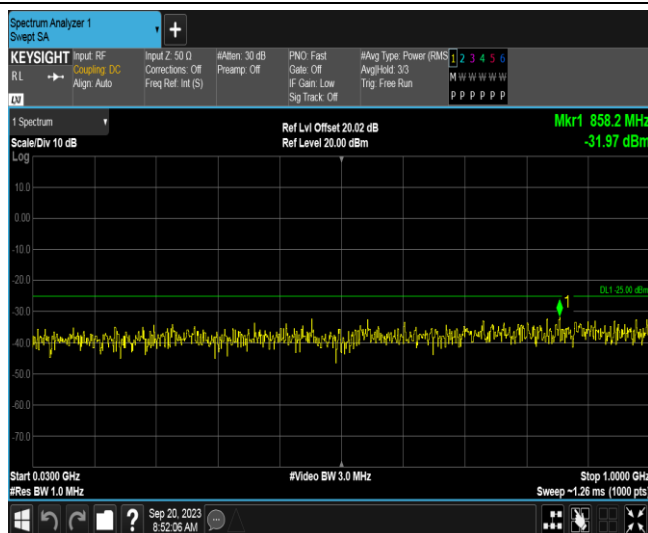 Spectrum Analyzer 1
Swept SA
KEYSIGHT
RL
LXI
Input: RF
Coupling: DC
Align: Auto
Input Z: 50 Ω
Corrections: Off
Freq Ref: Int (S)
#Atten: 30 dB
Preamp: Off
PNO: Fast
Gate: Off
IF Gain: Low
Sig Track: Off
#Avg Type: Power (RMS
Avg|Hold: 3/3
Trig: Free Run
1 2 3 4 5 6
M W W W W W
P P P P P P
1 Spectrum
Scale/Div 10 dB
Ref Lvl Offset 20.02 dB
Ref Level 20.00 dBm
Mkr1 858.2 MHz
-31.97 dBm
Log
10.0
0.00
-10.0
-20.0
DL1 -25.00 dBm
1
-30.0
-40.0
-50.0
-60.0
-70.0
Start 0.0300 GHz
#Video BW 3.0 MHz
Stop 1.0000 GHz
#Res BW 1.0 MHz
Sweep ~1.26 ms (1000 pts)
Sep 20, 2023
8:52:06 AM